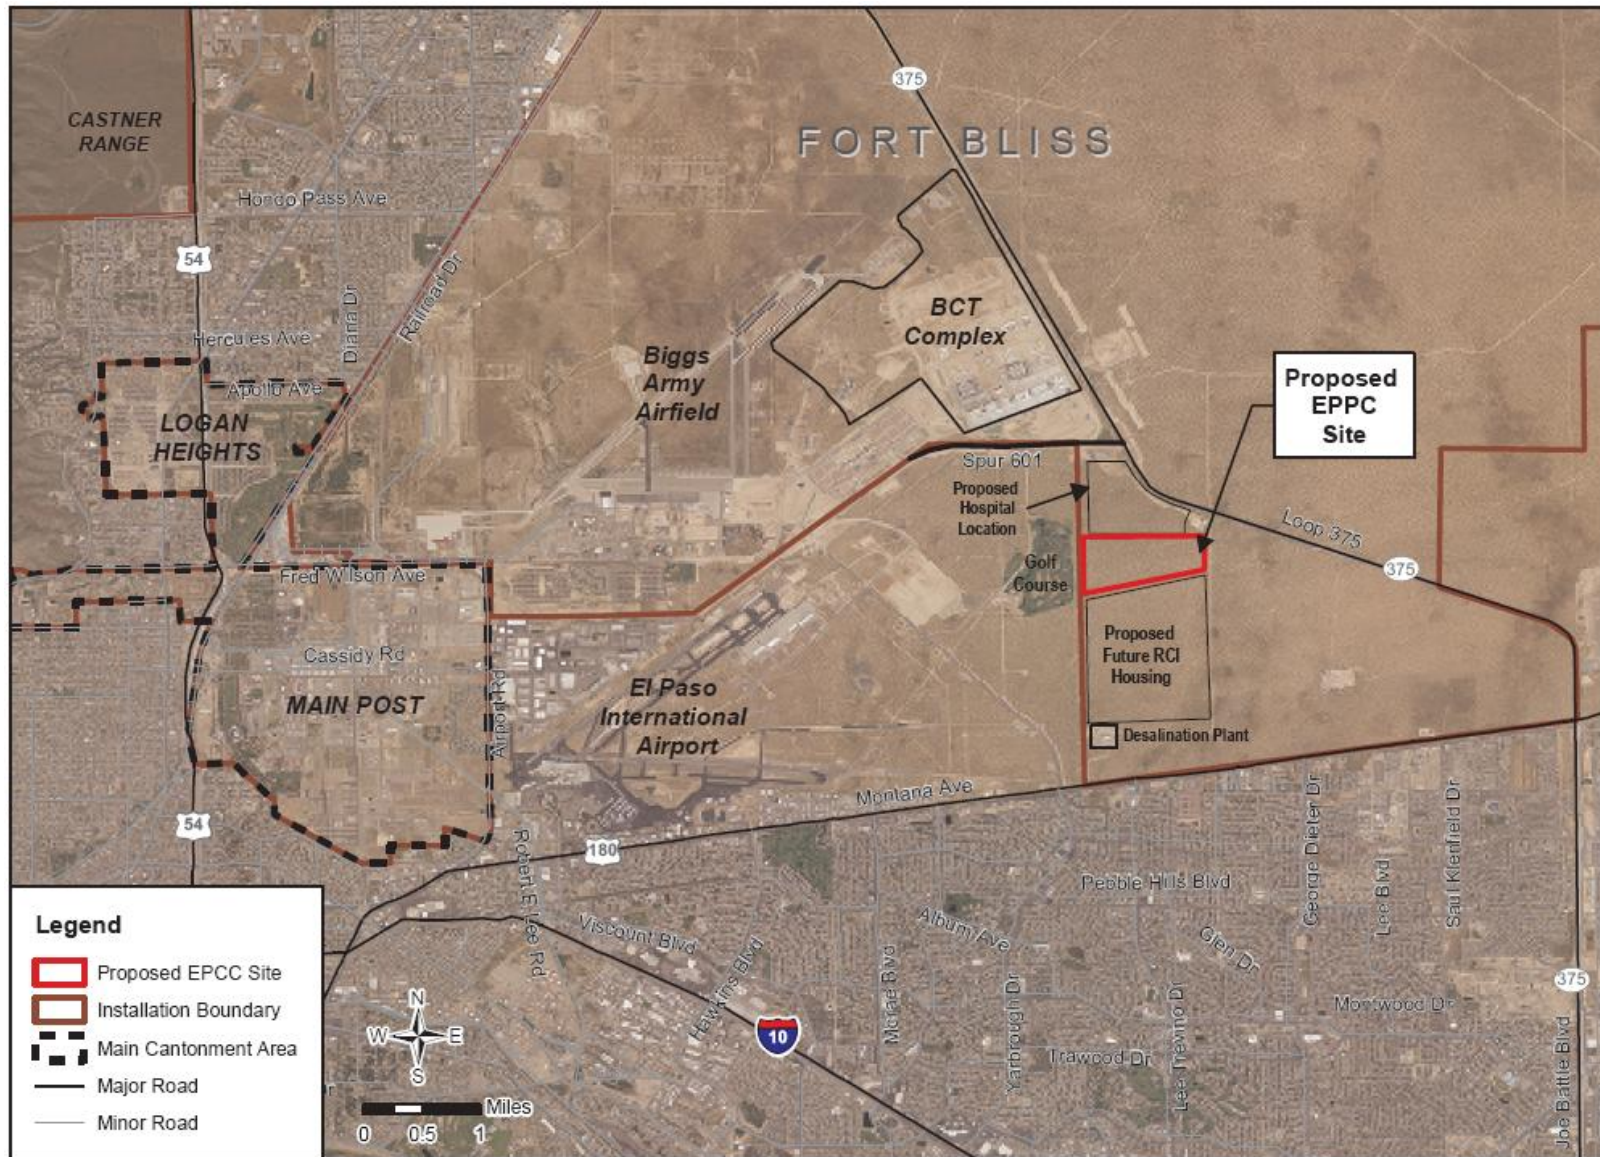 375
FORT BLISS
CASTNER
RANGE
Hondo Pass Ave
54
Railroad Dr
Diana Dr
Hercules Ave
Apollo Ave
LOGAN
HEIGHTS
Biggs
Army
Airfield
BCT
Complex
Proposed
EPPC
Site
Spur 601
Proposed
Hospital
Location
Loop 375
375
Golf
Course
Fred Wilson Ave
Cassidy Rd
MAIN POST
Airport Rd
El Paso
International
Airport
Proposed
Future RCI
Housing
Desalination Plant
Montana Ave
54
180
Robert E Lee Rd
Viscount Blvd
Hawkins Blvd
Mcrae Blvd
Album Ave
Pebble Hills Blvd
Glen Dr
George Dieter Dr
Lee Blvd
Saul Klenfield Dr
Yarbrough Dr
Trawood Dr
Lee Trevino Dr
Montwood Dr
375
Joe Battle Blvd
10
Legend
Proposed EPCC Site
Installation Boundary
Main Cantonment Area
Major Road
Minor Road
N
W E
S
Miles
0 0.5 1